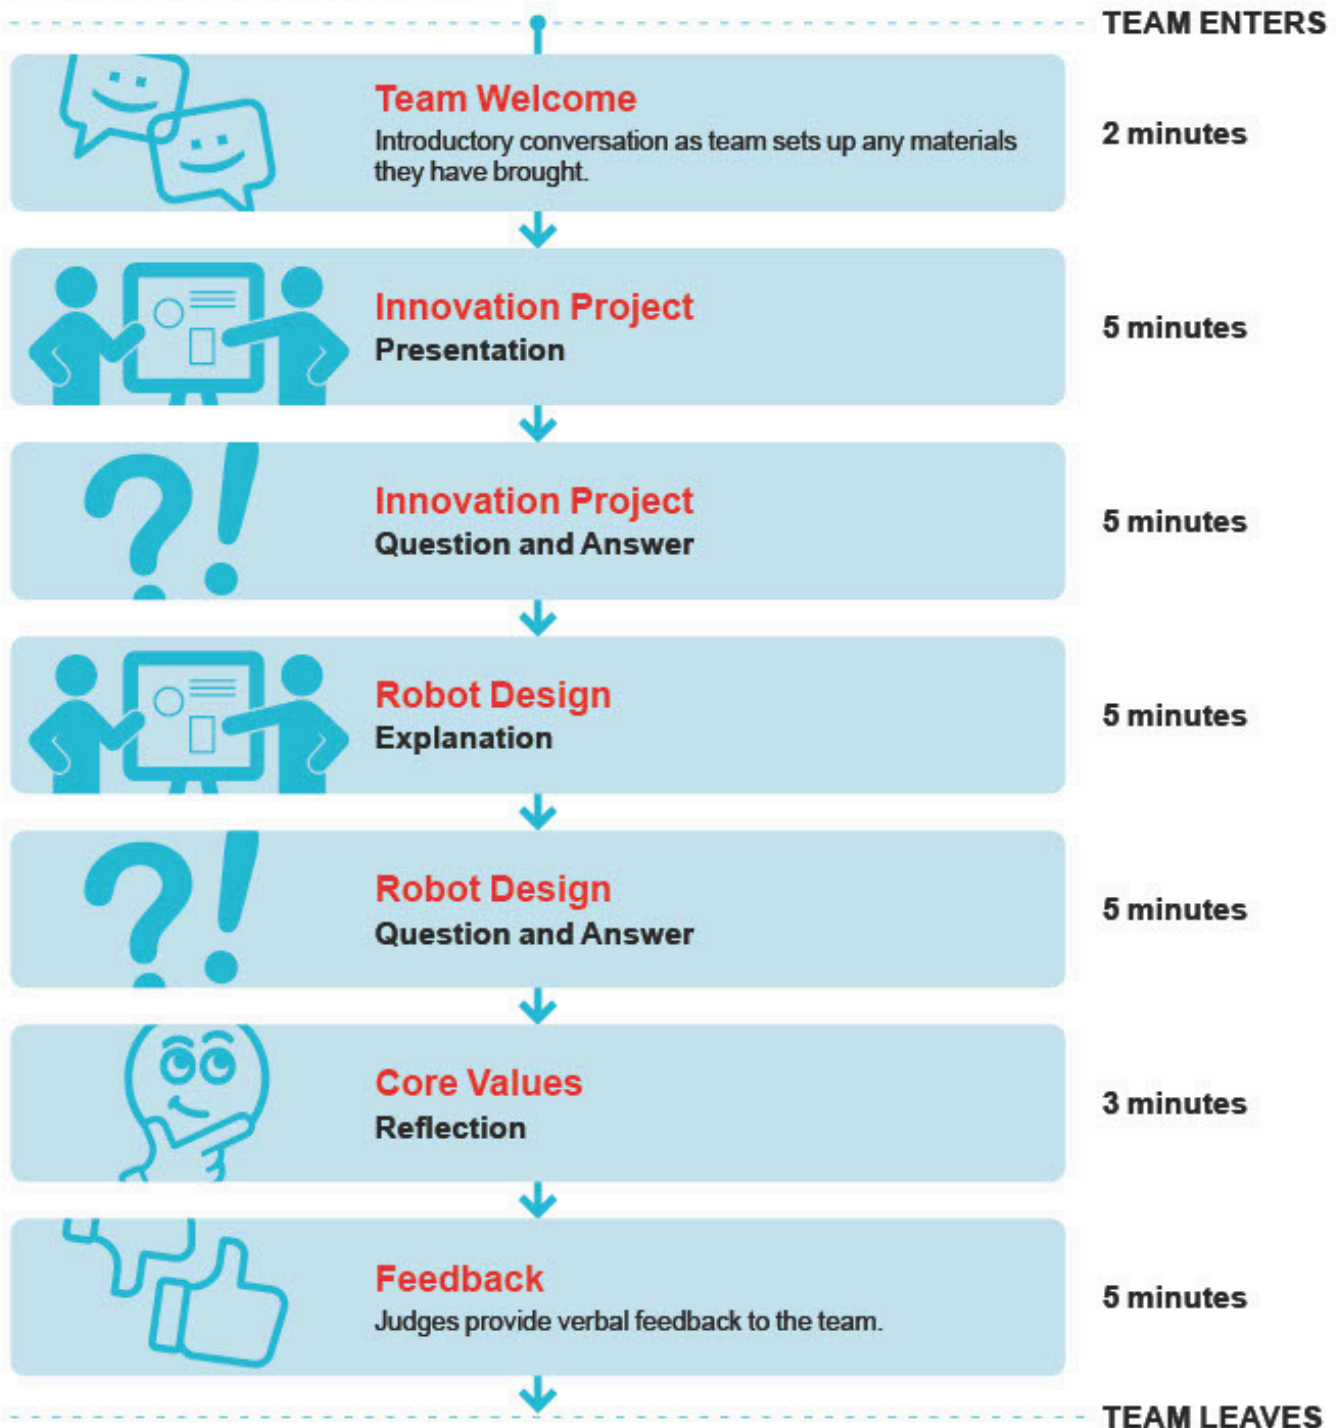 TEAM ENTERS
Team Welcome
Introductory conversation as team sets up any materials
they have brought.
2 minutes
Innovation Project
Presentation
5 minutes
Innovation Project
Question and Answer
5 minutes
Robot Design
Explanation
5 minutes
Robot Design
Question and Answer
5 minutes
Core Values
Reflection
3 minutes
Feedback
Judges provide verbal feedback to the team.
5 minutes
TEAM LEAVES